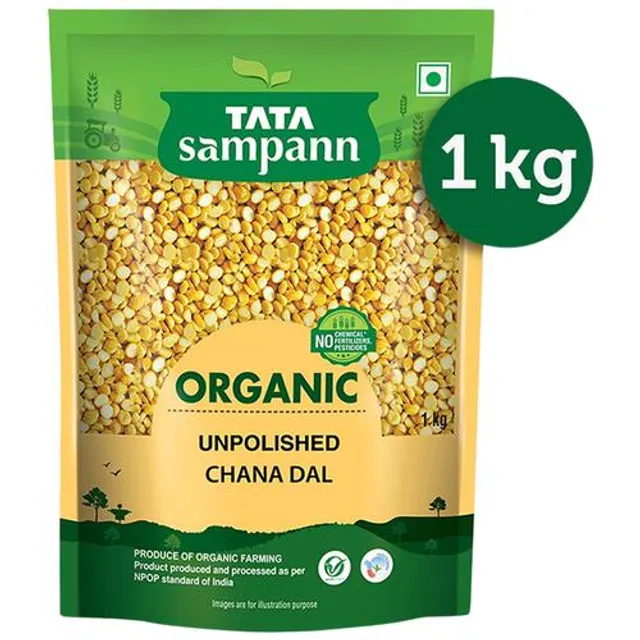 TATA
sampann
1 kg
NO CHEMICAL*
FERTILIZERS,
PESTICIDES
ORGANIC
1 kg
UNPOLISHED
CHANA DAL
PRODUCE OF ORGANIC FARMING
Product produced and processed as per
NPOP standard of India
Images are for illustration purpose